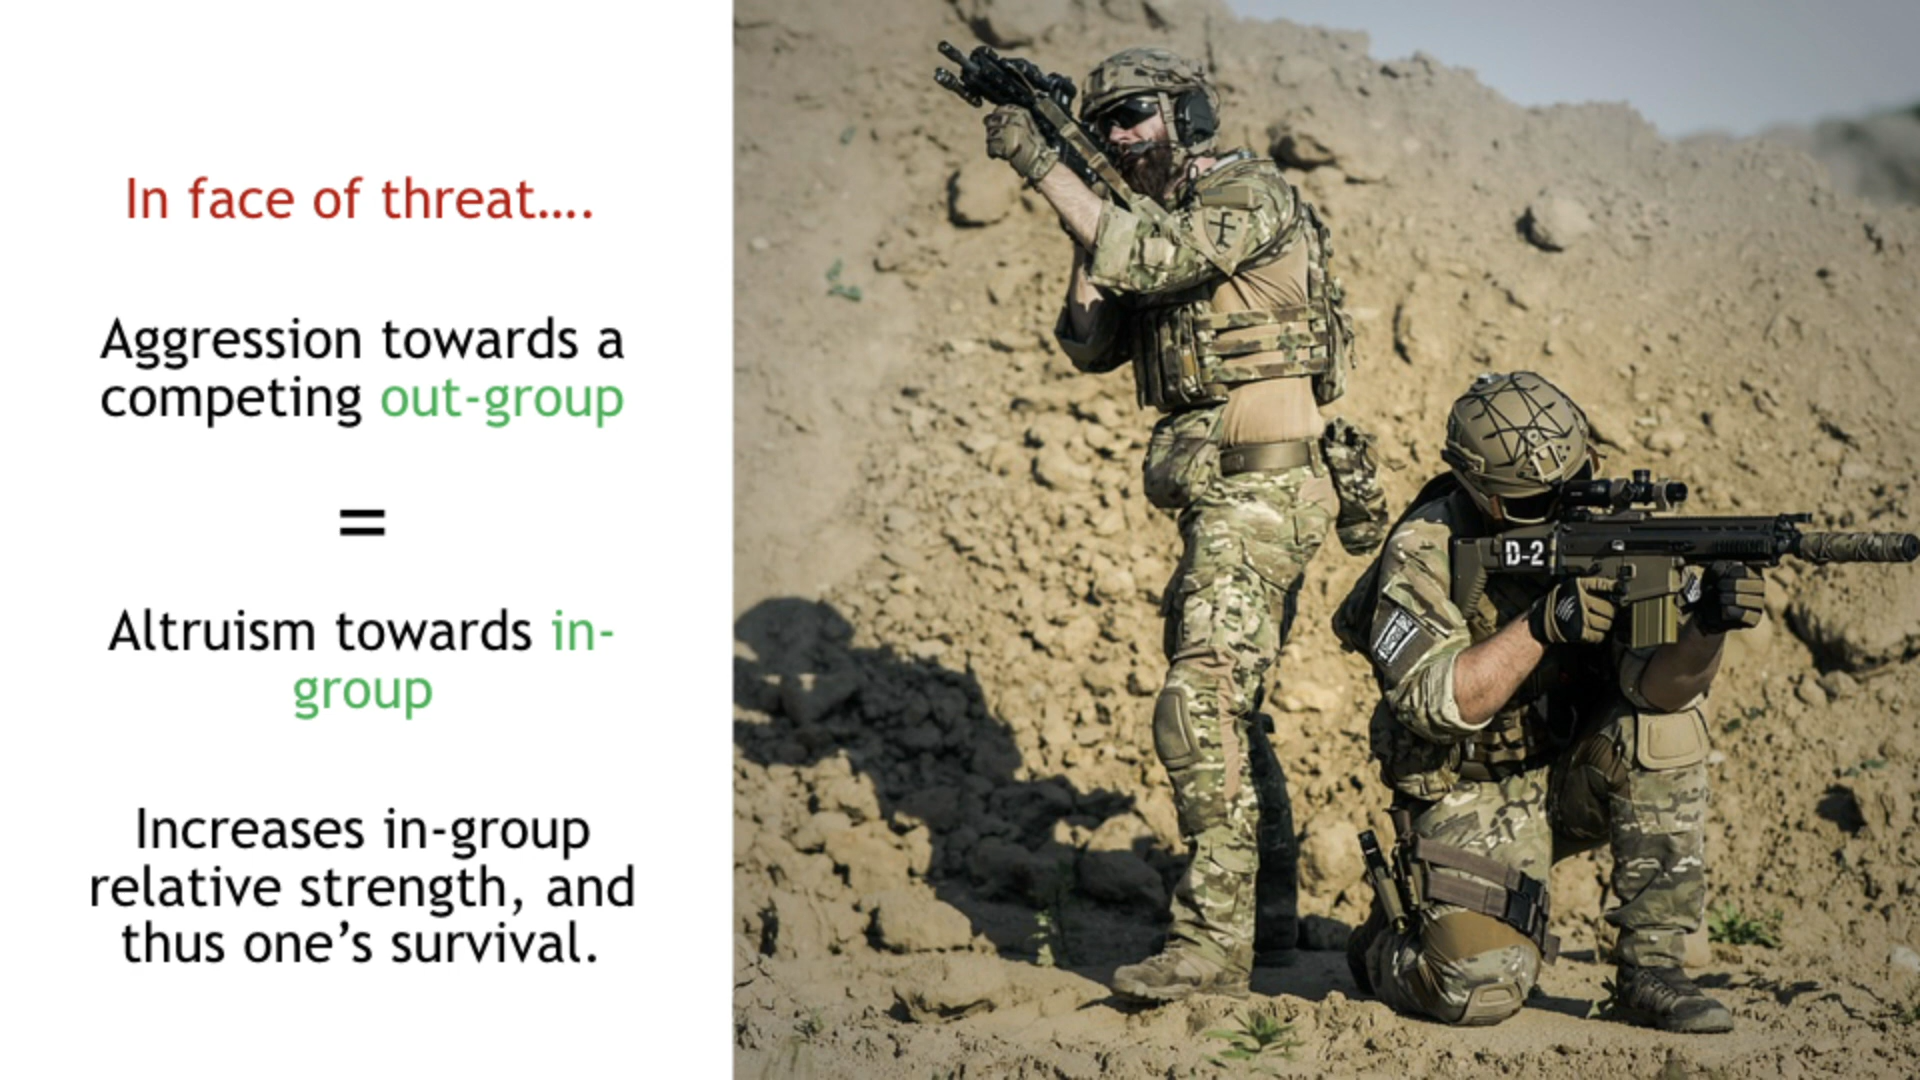 In face of threat….
Aggression towards a
competing out-group
=
Altruism towards in-
group
Increases in-group
relative strength, and
thus one’s survival.
D-2